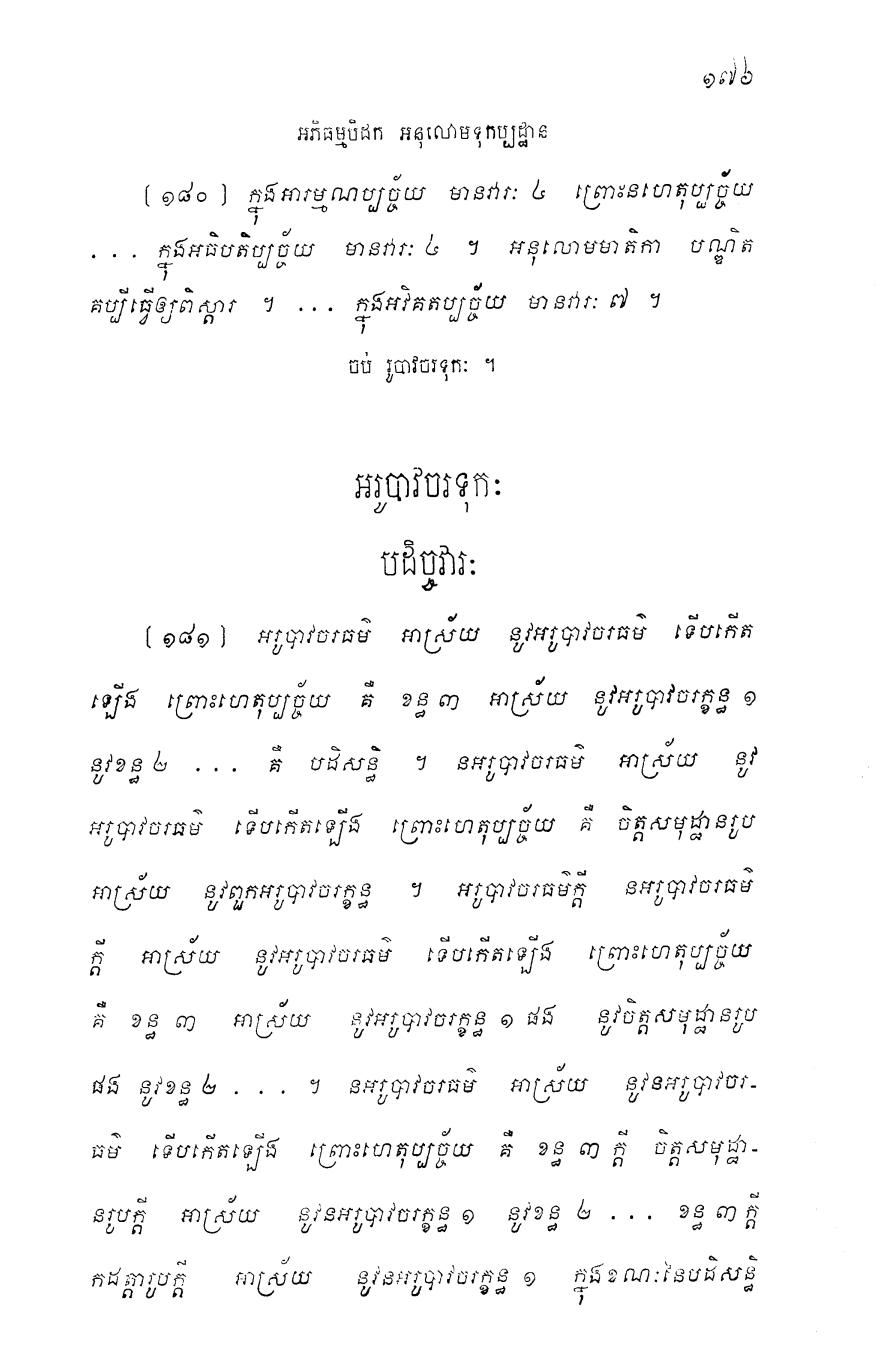 ១៧៦
អភិធម្មបិដក អនុលោមទុកប្បដ្ឋាន
[១៨០] ក្នុងអារម្មណប្បច្ច័យ មានវារៈ ៤ ព្រោះនហេតុប្បច្ច័យ
... ក្នុងអធិបតិប្បច្ច័យ មានវារៈ ៤ ។ អនុលោមមាតិកា បណ្ឌិត
គប្បីធ្វើឲ្យពិស្តារ ។ ... ក្នុងអវិគតប្បច្ច័យ មានវារៈ ៧ ។
ចប់ រូបាវចរទុកៈ ។
អរូបាវចរទុកៈ
បដិច្ចវារៈ
[១៨១] អរូបាវចរធម៌ អាស្រ័យ នូវអរូបាវចរធម៌ ទើបកើត
ឡើង ព្រោះហេតុប្បច្ច័យ គឺ ខន្ធ ៣ អាស្រ័យ នូវអរូបាវចរក្ខន្ធ ១
នូវខន្ធ ២ ... គឺ បដិសន្ធិ ។ នអរូបាវចរធម៌ អាស្រ័យ នូវ
អរូបាវចរធម៌ ទើបកើតឡើង ព្រោះហេតុប្បច្ច័យ គឺ ចិត្តសមុដ្ឋានរូប
អាស្រ័យ នូវពួកអរូបាវចរក្ខន្ធ ។ អរូបាវចរធម៌ក្តី នអរូបាវចរធម៌
ក្តី អាស្រ័យ នូវអរូបាវចរធម៌ ទើបកើតឡើង ព្រោះហេតុប្បច្ច័យ
គឺ ខន្ធ ៣ អាស្រ័យ នូវអរូបាវចរក្ខន្ធ ១ ផង នូវចិត្តសមុដ្ឋានរូប
ផង នូវខន្ធ ២ ... ។ នអរូបាវចរធម៌ អាស្រ័យ នូវនអរូបាវចរ-
ធម៌ ទើបកើតឡើង ព្រោះហេតុប្បច្ច័យ គឺ ខន្ធ ៣ ក្តី ចិត្តសមុដ្ឋា-
នរូបក្តី អាស្រ័យ នូវនអរូបាវចរក្ខន្ធ ១ នូវខន្ធ ២ ... ខន្ធ ៣ ក្តី
កដត្តារូបក្តី អាស្រ័យ នូវនអរូបាវចរក្ខន្ធ ១ ក្នុងខណៈនៃបដិសន្ធិ